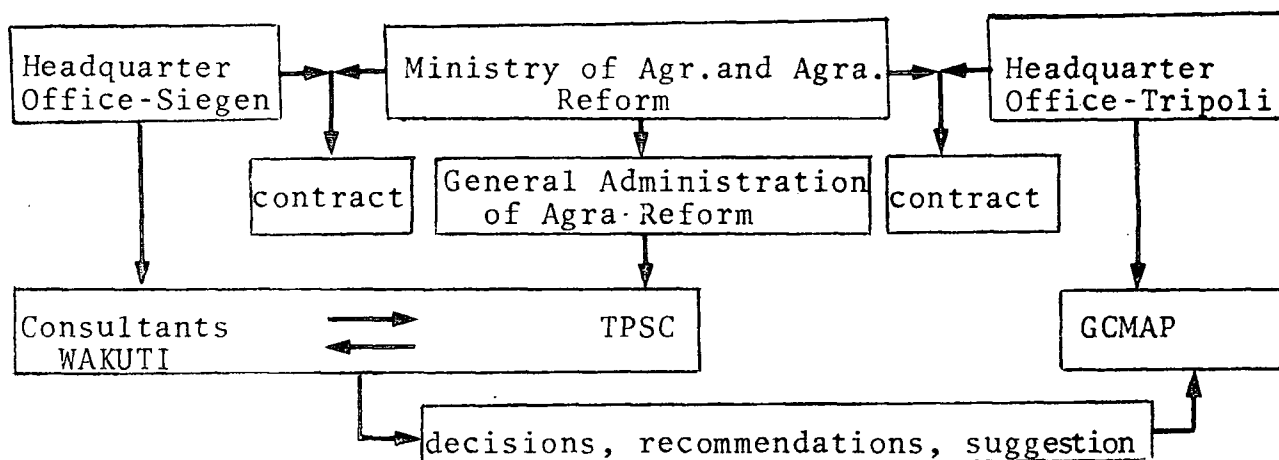 Headquarter
Office-Siegen
Ministry of Agr.and Agra.
Reform
Headquarter
Office-Tripoli
contract
General Administration
of Agra-Reform
contract
Consultants
WAKUTI
TPSC
GCMAP
decisions, recommendations, suggestion